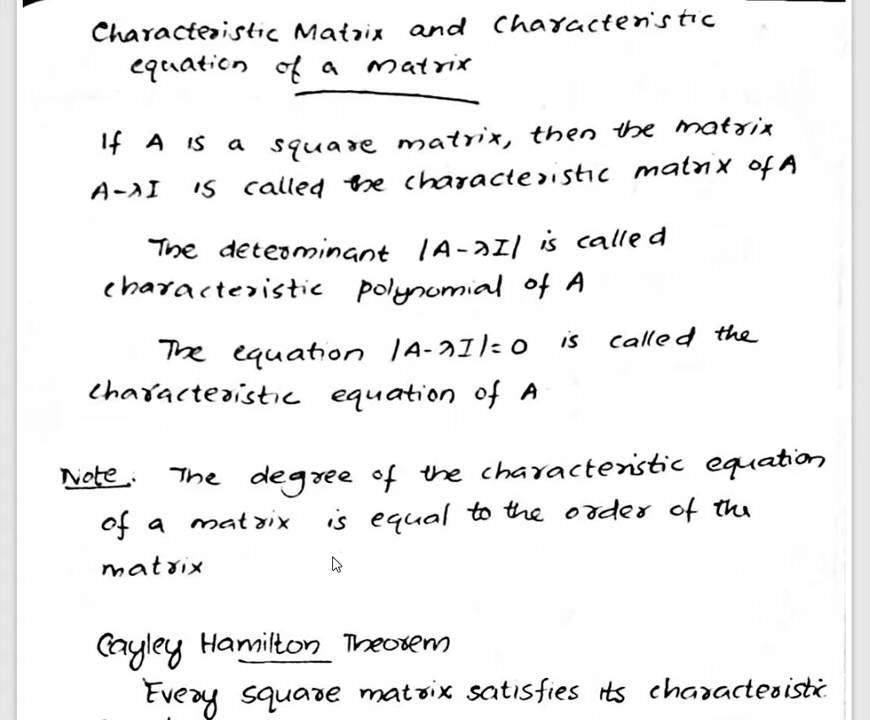 Characteristic Matrix and Characteristic
equation of a matrix
If A is a square matrix, then the matrix
A-λI is called the characteristic matrix of A
The determinant |A-λI| is called
characteristic polynomial of A
The equation |A-λI|=0 is called the
characteristic equation of A
Note: The degree of the characteristic equation
of a matrix is equal to the order of the
matrix
Cayley Hamilton Theorem
Every square matrix satisfies its characteristic